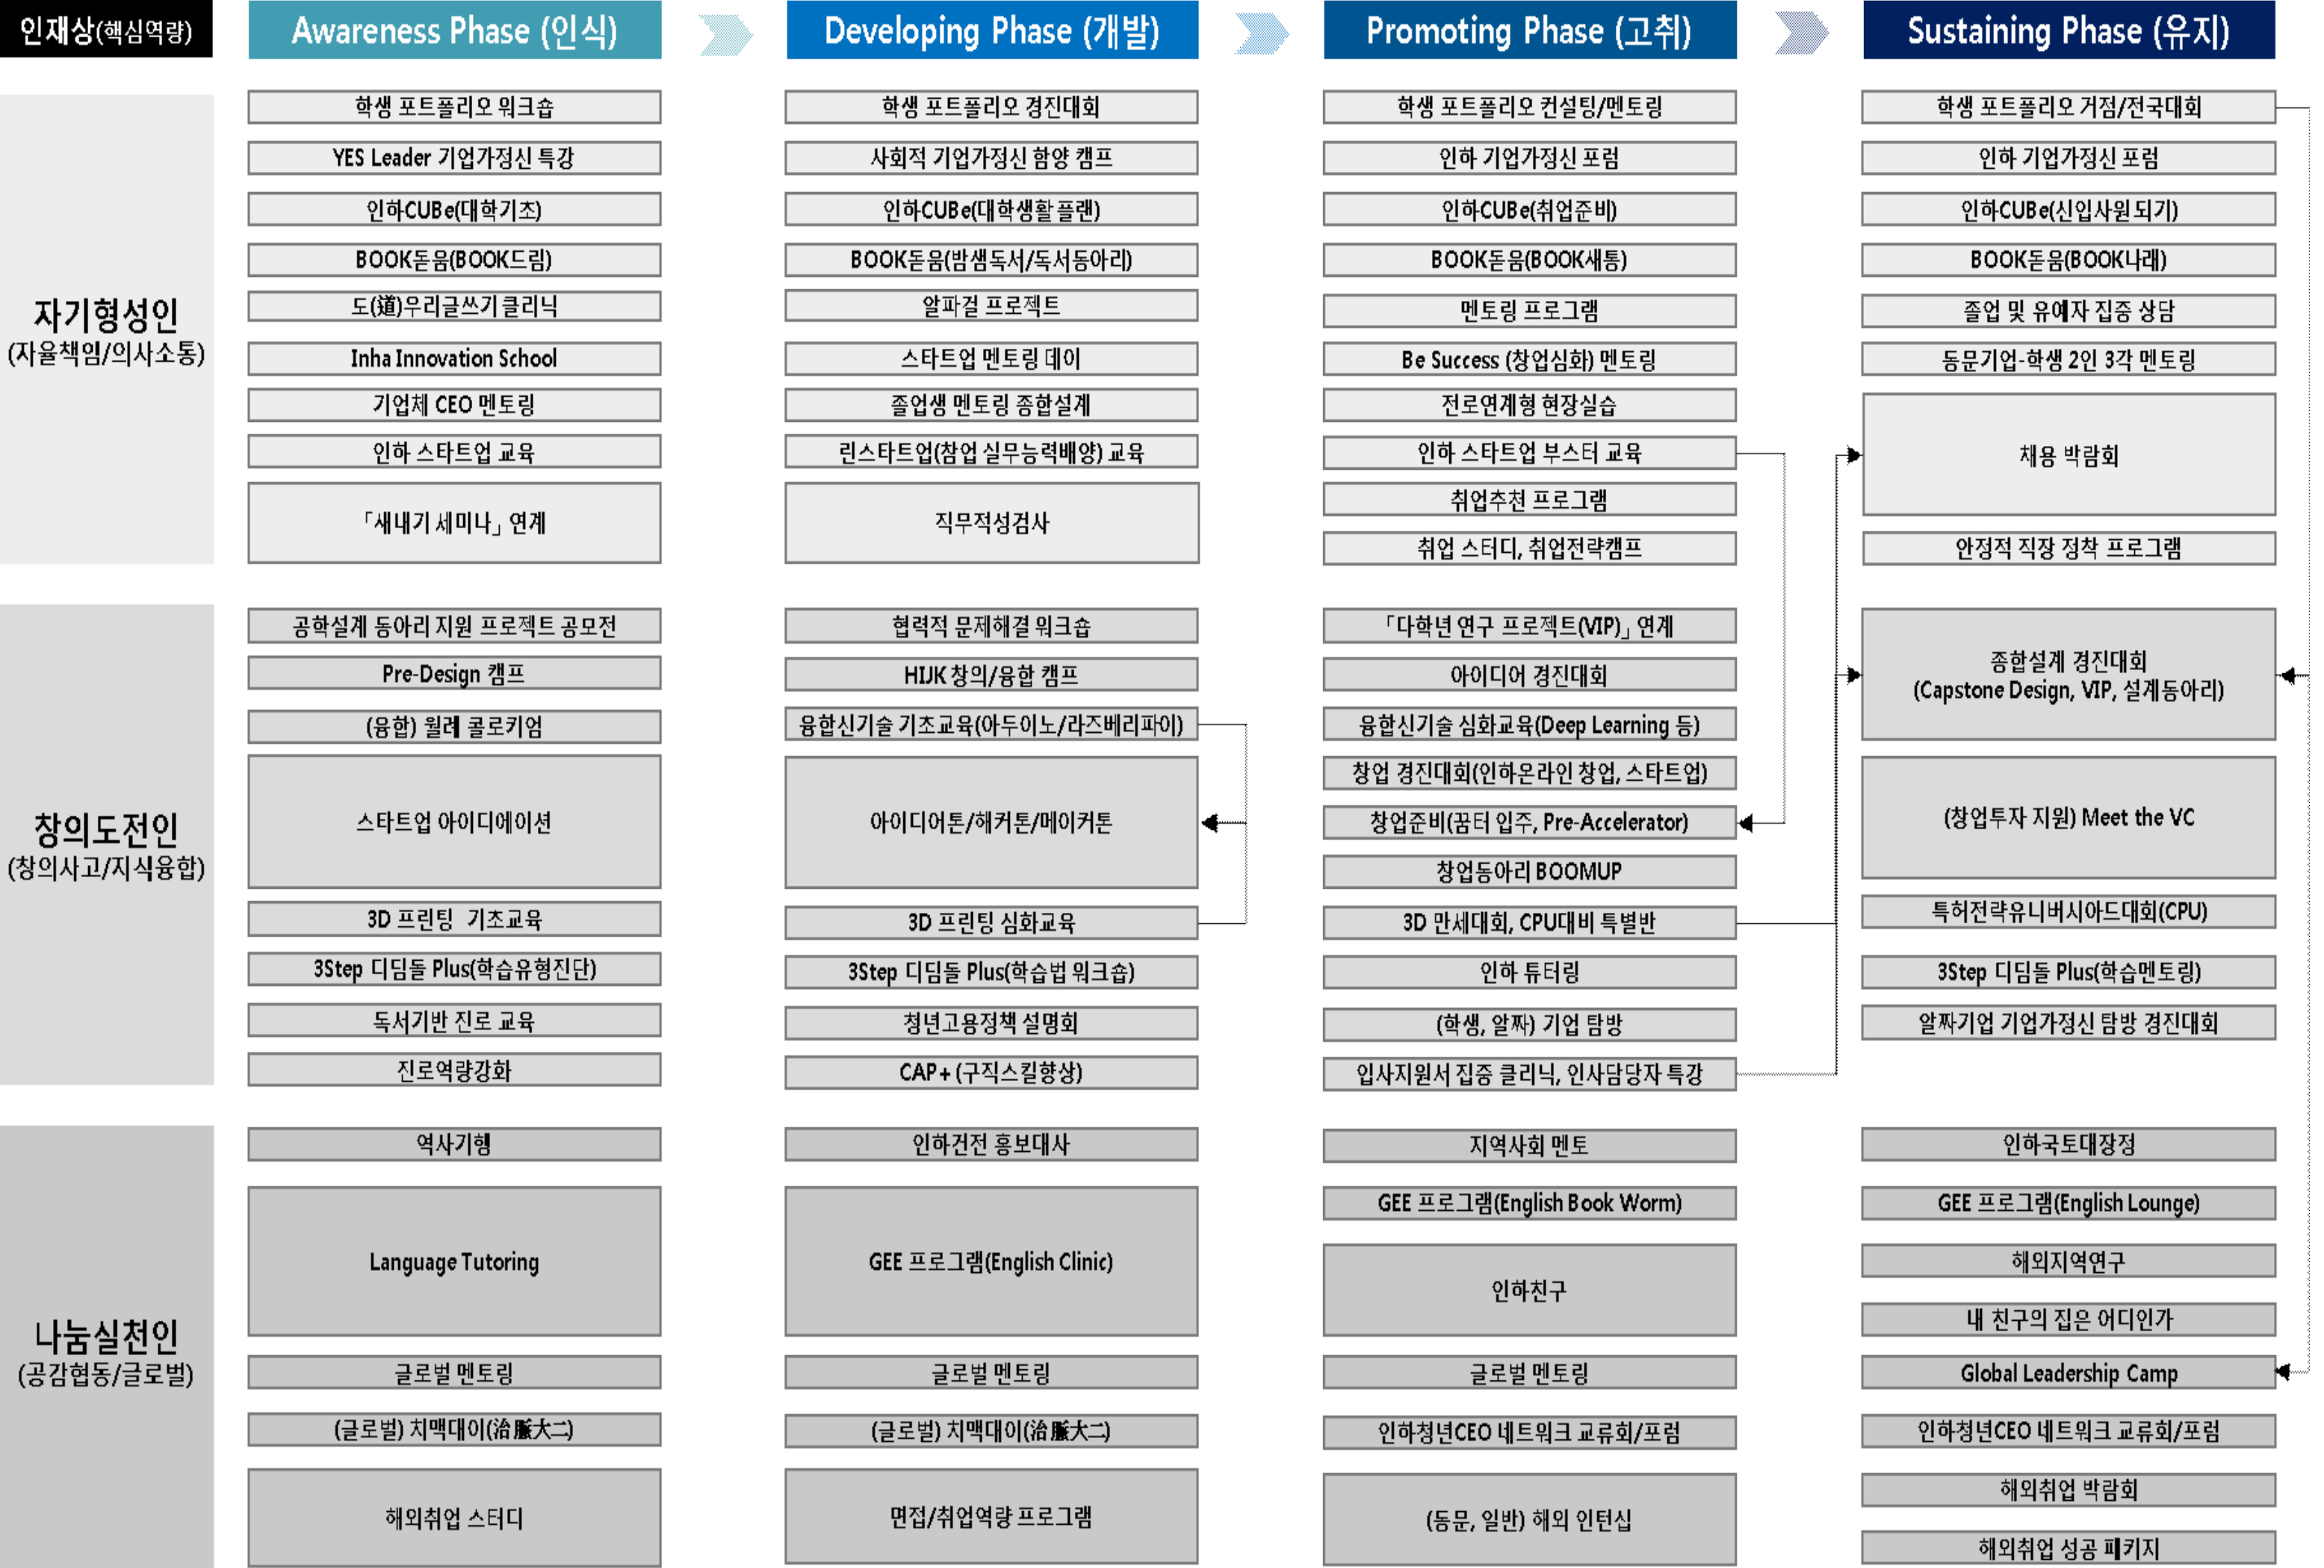 인재상(핵심역량)
Awareness Phase (인식)
Developing Phase (개발)
Promoting Phase (고취)
Sustaining Phase (유지)
자기형성인
(자율책임/의사소통)
학생 포트폴리오 워크숍
YES Leader 기업가정신 특강
인하CUBe(대학기초)
BOOK돋움(BOOK드림)
도(道)우리글쓰기 클리닉
Inha Innovation School
기업체 CEO 멘토링
인하 스타트업 교육
「새내기 세미나」 연계
학생 포트폴리오 경진대회
사회적 기업가정신 함양 캠프
인하CUBe(대학생활 플랜)
BOOK돋움(밤샘독서/독서동아리)
알파걸 프로젝트
스타트업 멘토링 데이
졸업생 멘토링 종합설계
린스타트업(참업 실무능력배양) 교육
직무적성검사
학생 포트폴리오 컨설팅/멘토링
인하 기업가정신 포럼
인하CUBe(취업준비)
BOOK돋움(BOOK새통)
멘토링 프로그램
Be Success (창업심화) 멘토링
전로연계형 현장실습
인하 스타트업 부스터 교육
취업추천 프로그램
취업 스터디, 취업전략캠프
학생 포트폴리오 거점/전국대회
인하 기업가정신 포럼
인하CUBe(신입사원 되기)
BOOK돋움(BOOK나래)
졸업 및 유예자 집중 상담
동문기업-학생 2인 3각 멘토링
채용 박람회
안정적 직장 정착 프로그램
창의도전인
(창의사고/지식융합)
공학설계 동아리 지원 프로젝트 공모전
Pre-Design 캠프
(융합) 월례 콜로키엄
스타트업 아이디에이션
3D 프린팅 기초교육
3Step 디딤돌 Plus(학습유형진단)
독서기반 진로 교육
진로역량강화
협력적 문제해결 워크숍
HIJK 창의/융합 캠프
융합신기술 기초교육(아두이노/라즈베리파이)
아이디어톤/해커톤/메이커톤
3D 프린팅 심화교육
3Step 디딤돌 Plus(학습법 워크숍)
청년고용정책 설명회
CAP+ (구직스킬향상)
「다학년 연구 프로젝트(VIP)」 연계
아이디어 경진대회
융합신기술 심화교육(Deep Learning 등)
창업 경진대회(인하온라인 창업, 스타트업)
창업준비(꿈터 입주, Pre-Accelerator)
창업동아리 BOOMUP
3D 만세대회, CPU대비 특별반
인하 튜터링
(학생, 알짜) 기업 탐방
입사지원서 집중 클리닉, 인사담당자 특강
종합설계 경진대회
(Capstone Design, VIP, 설계동아리)
(창업투자 지원) Meet the VC
특허전략유니버시아드대회(CPU)
3Step 디딤돌 Plus(학습멘토링)
알짜기업 기업가정신 탐방 경진대회
나눔실천인
(공감협동/글로벌)
역사기행
Language Tutoring
글로벌 멘토링
(글로벌) 치맥대이(治脈大二)
해외취업 스터디
인하건전 홍보대사
GEE 프로그램(English Clinic)
글로벌 멘토링
(글로벌) 치맥대이(治脈大二)
면접/취업역량 프로그램
지역사회 멘토
GEE 프로그램(English Book Worm)
인하친구
글로벌 멘토링
인하청년CEO 네트워크 교류회/포럼
(동문, 일반) 해외 인턴십
인하국토대장정
GEE 프로그램(English Lounge)
해외지역연구
내 친구의 집은 어디인가
Global Leadership Camp
인하청년CEO 네트워크 교류회/포럼
해외취업 박람회
해외취업 성공 패키지